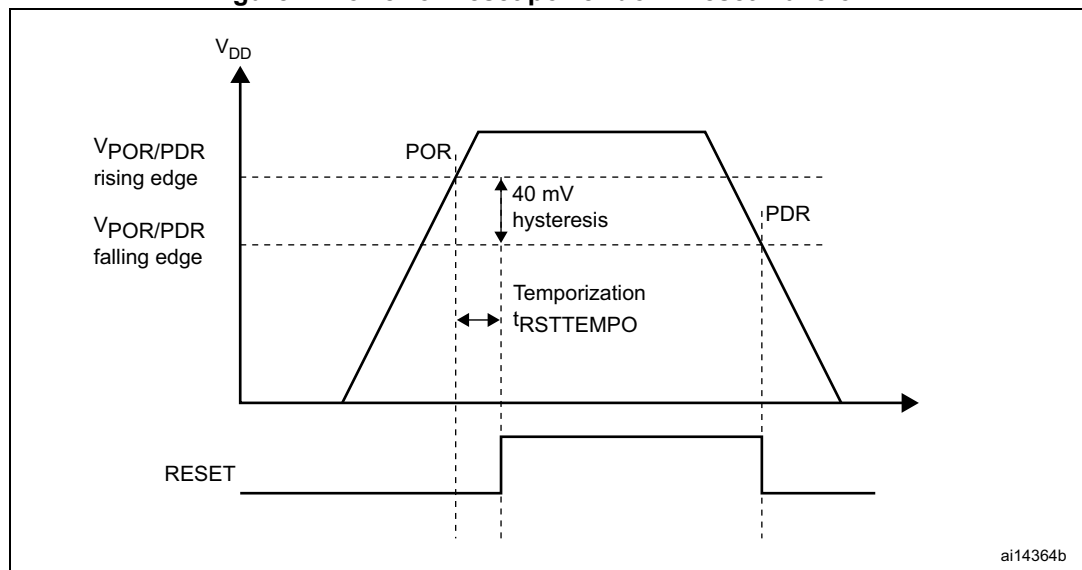 V_DD
V_POR/PDR
rising edge
POR
40 mV
hysteresis
PDR
V_POR/PDR
falling edge
Temporization
t_RSTTEMPO
RESET
ai14364b